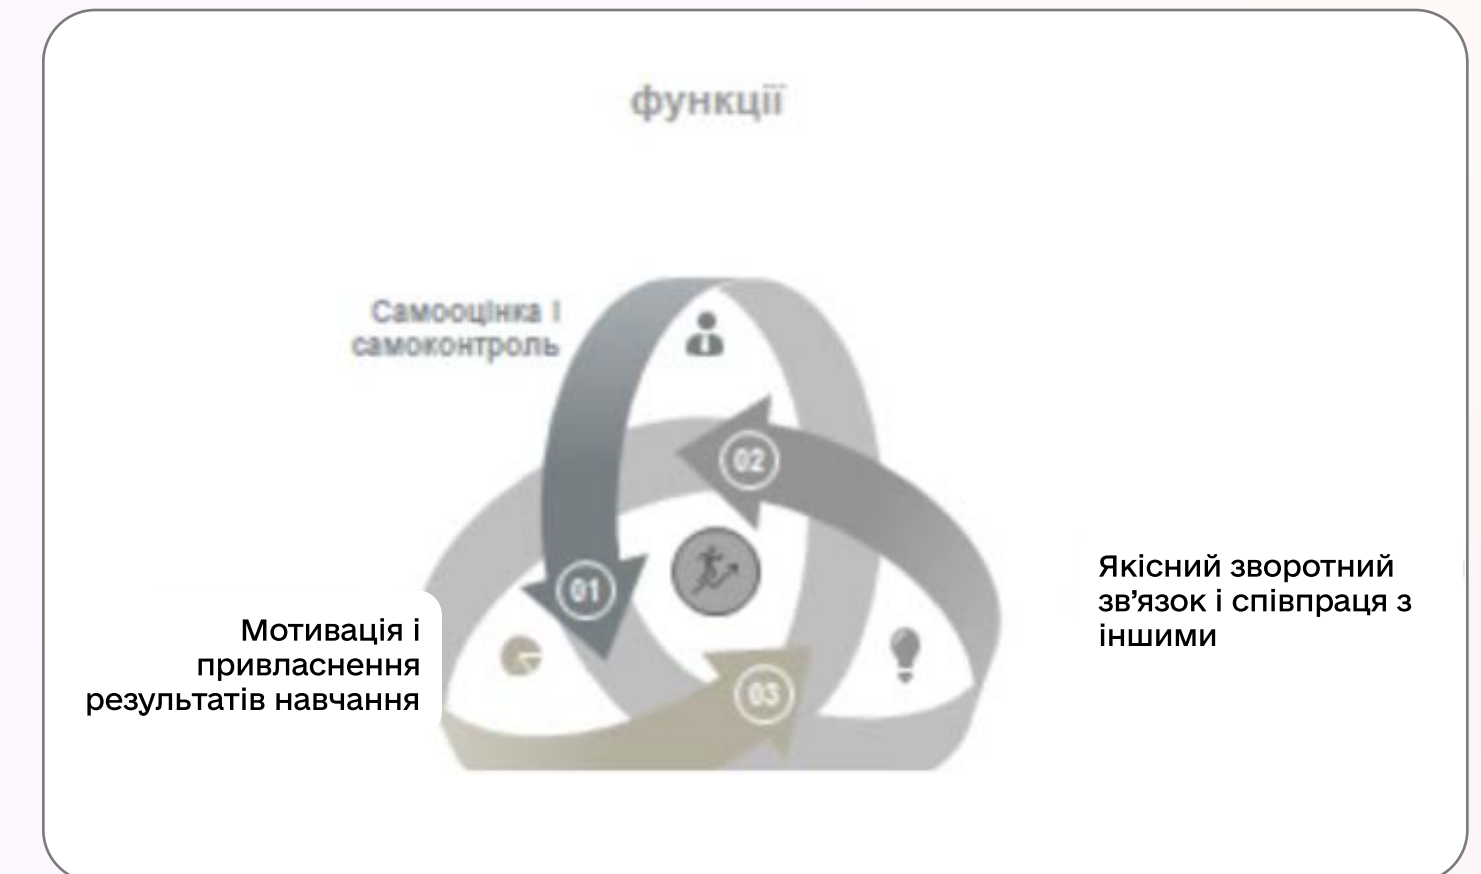 функції
Самооцінка і
самоконтроль
02
01
Якісний зворотний
зв’язок і співпраця з
іншими
Мотивація і
привласнення
результатів навчання
03